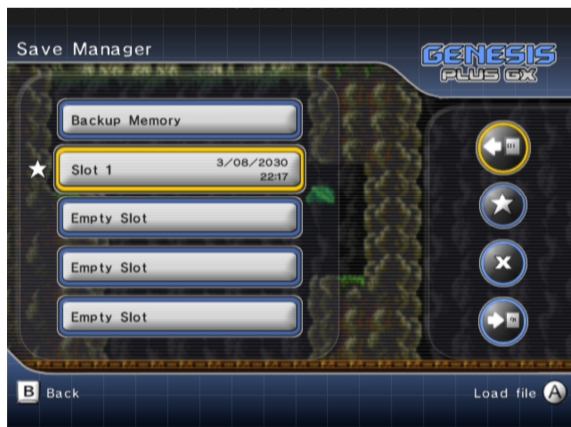 Save Manager
GENESIS
PLUS GX
Backup Memory
Slot 1
3/08/2030
22:17
Empty Slot
Empty Slot
Empty Slot
B Back
Load file A